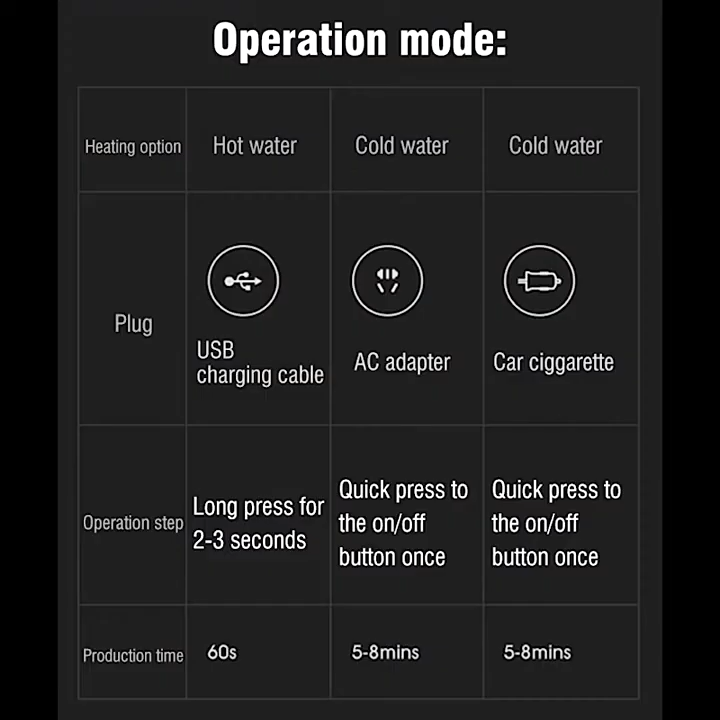 Operation mode:
Heating option
Hot water
Cold water
Cold water
Plug
USB
charging cable
AC adapter
Car ciggarette
Operation step
Long press for
2-3 seconds
Quick press to
the on/off
button once
Quick press to
the on/off
button once
Production time
60s
5-8mins
5-8mins